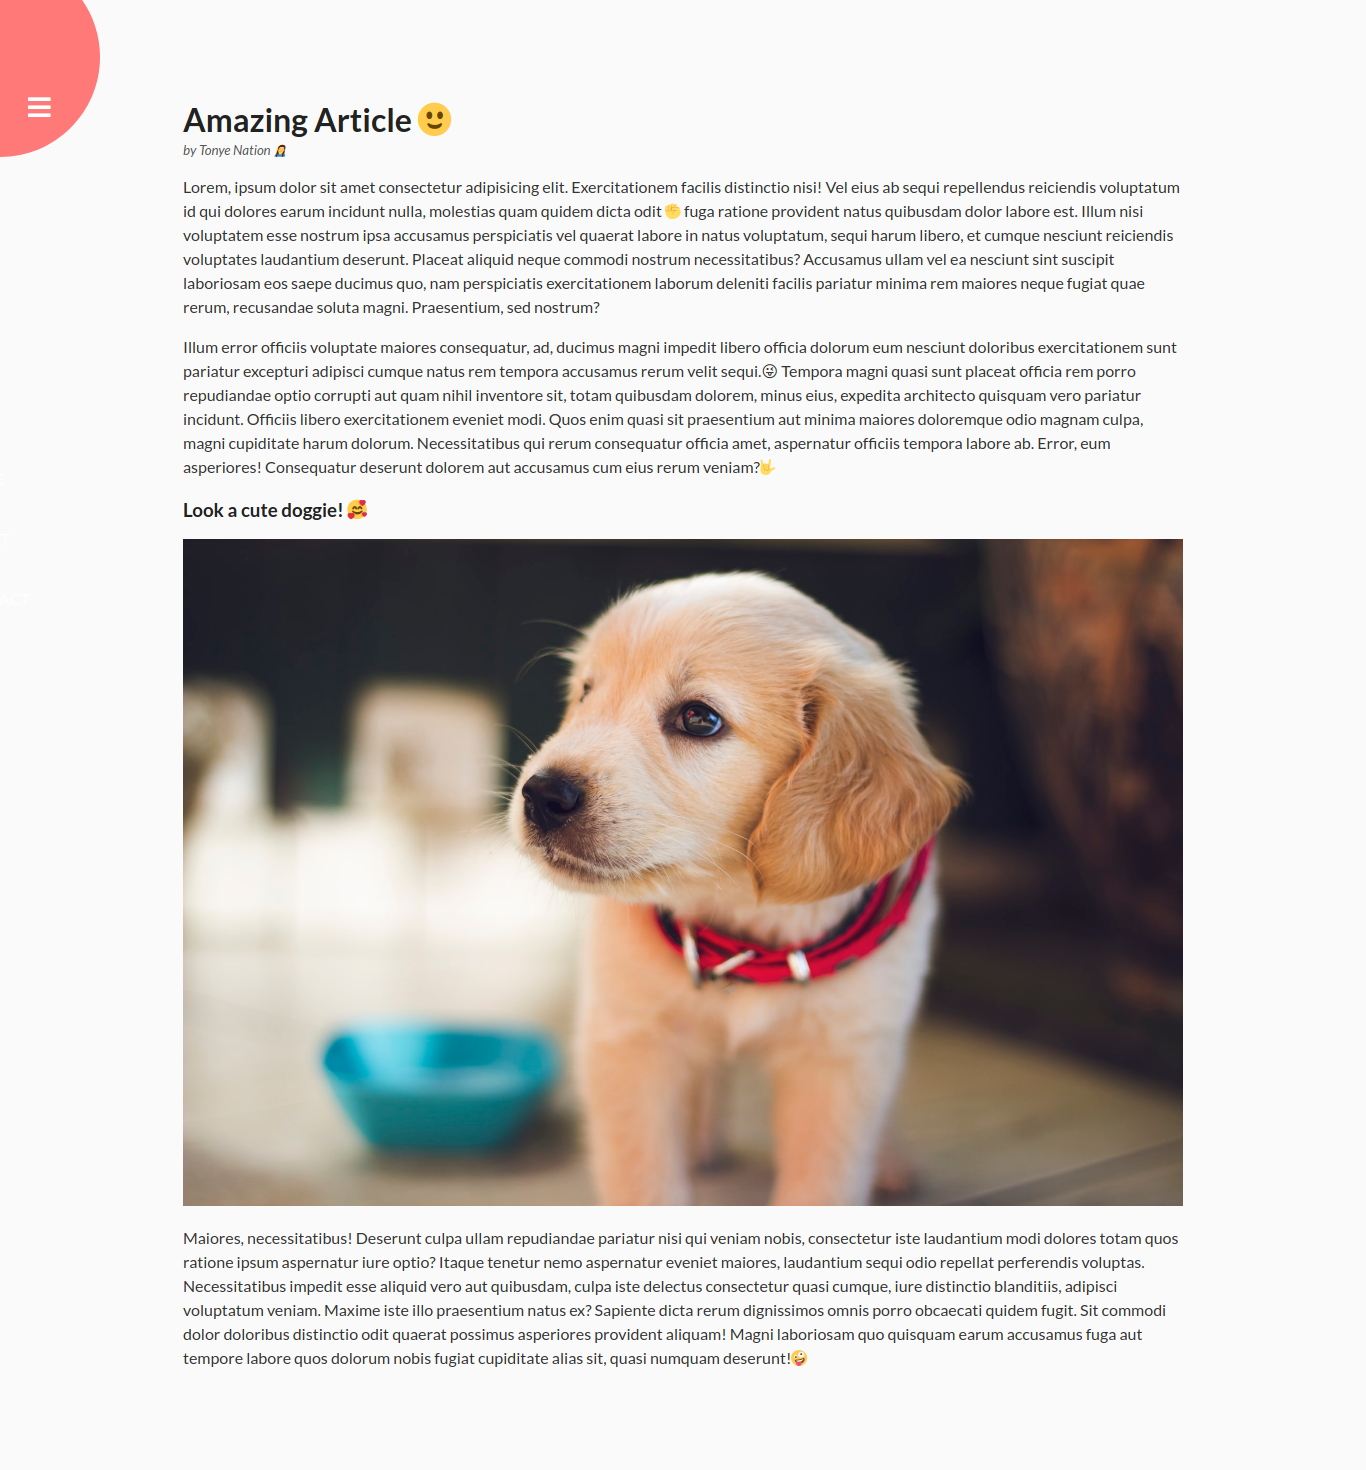 Amazing Article 🙂
by Tonye Nation 👩‍🎤
Lorem, ipsum dolor sit amet consectetur adipisicing elit. Exercitationem facilis distinctio nisi! Vel eius ab sequi repellendus reiciendis voluptatum
id qui dolores earum incidunt nulla, molestias quam quidem dicta odit ✊ fuga ratione provident natus quibusdam dolor labore est. Illum nisi
voluptatem esse nostrum ipsa accusamus perspiciatis vel quaerat labore in natus voluptatum, sequi harum libero, et cumque nesciunt reiciendis
voluptates laudantium deserunt. Placeat aliquid neque commodi nostrum necessitatibus? Accusamus ullam vel ea nesciunt sint suscipit
laboriosam eos saepe ducimus quo, nam perspiciatis exercitationem laborum deleniti facilis pariatur minima rem maiores neque fugiat quae
rerum, recusandae soluta magni. Praesentium, sed nostrum?
Illum error officiis voluptate maiores consequatur, ad, ducimus magni impedit libero officia dolorum eum nesciunt doloribus exercitationem sunt
pariatur excepturi adipisci cumque natus rem tempora accusamus rerum velit sequi.😜 Tempora magni quasi sunt placeat officia rem porro
repudiandae optio corrupti aut quam nihil inventore sit, totam quibusdam dolorem, minus eius, expedita architecto quisquam vero pariatur
incidunt. Officiis libero exercitationem eveniet modi. Quos enim quasi sit praesentium aut minima maiores doloremque odio magnam culpa,
magni cupiditate harum dolorum. Necessitatibus qui rerum consequatur officia amet, aspernatur officiis tempora labore ab. Error, eum
asperiores! Consequatur deserunt dolorem aut accusamus cum eius rerum veniam?🤟
Look a cute doggie! 🥰
Maiores, necessitatibus! Deserunt culpa ullam repudiandae pariatur nisi qui veniam nobis, consectetur iste laudantium modi dolores totam quos
ratione ipsum aspernatur iure optio? Itaque tenetur nemo aspernatur eveniet maiores, laudantium sequi odio repellat perferendis voluptas.
Necessitatibus impedit esse aliquid vero aut quibusdam, culpa iste delectus consectetur quasi cumque, iure distinctio blanditiis, adipisci
voluptatum veniam. Maxime iste illo praesentium natus ex? Sapiente dicta rerum dignissimos omnis porro obcaecati quidem fugit. Sit commodi
dolor doloribus distinctio odit quaerat possimus asperiores provident aliquam! Magni laboriosam quo quisquam earum accusamus fuga aut
tempore labore quos dolorum nobis fugiat cupiditate alias sit, quasi numquam deserunt!🤪